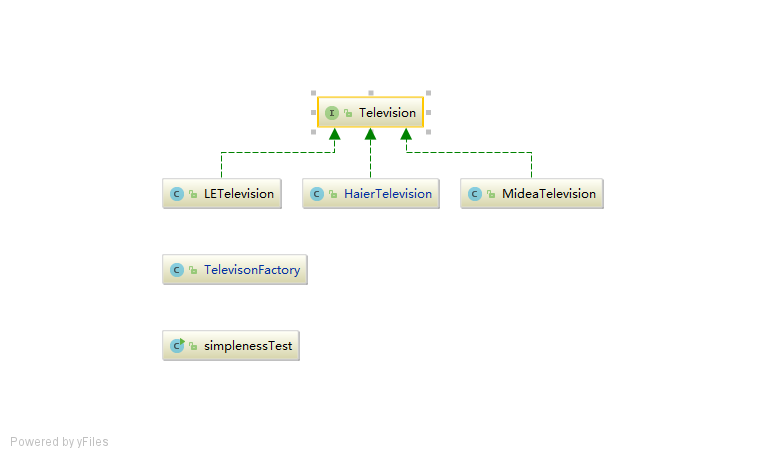 Television
LETelevision
HaierTelevision
MideaTelevision
TelevisonFactory
simplenessTest
Powered by yFiles